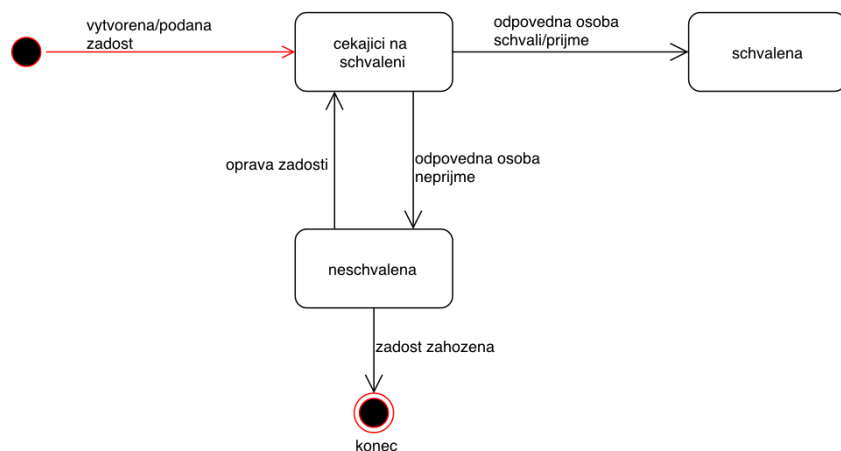 vytvorena/podana
zadost
cekajici na
schvaleni
odpovedna osoba
schvali/prijme
schvalena
oprava zadosti
odpovedna osoba
neprijme
neschvalena
zadost zahozena
konec